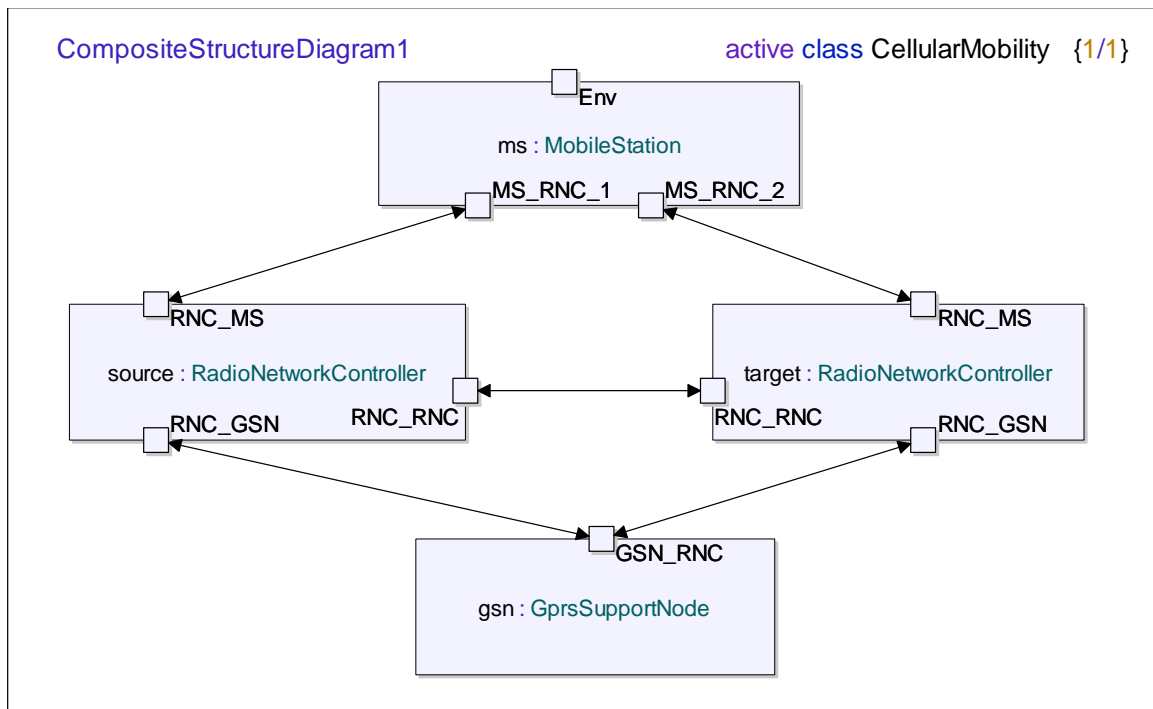 CompositeStructureDiagram1
active class CellularMobility {1/1}
Env
ms : MobileStation
MS_RNC_1
MS_RNC_2
RNC_MS
RNC_MS
source : RadioNetworkController
target : RadioNetworkController
RNC_RNC
RNC_RNC
RNC_GSN
RNC_GSN
GSN_RNC
gsn : GprsSupportNode